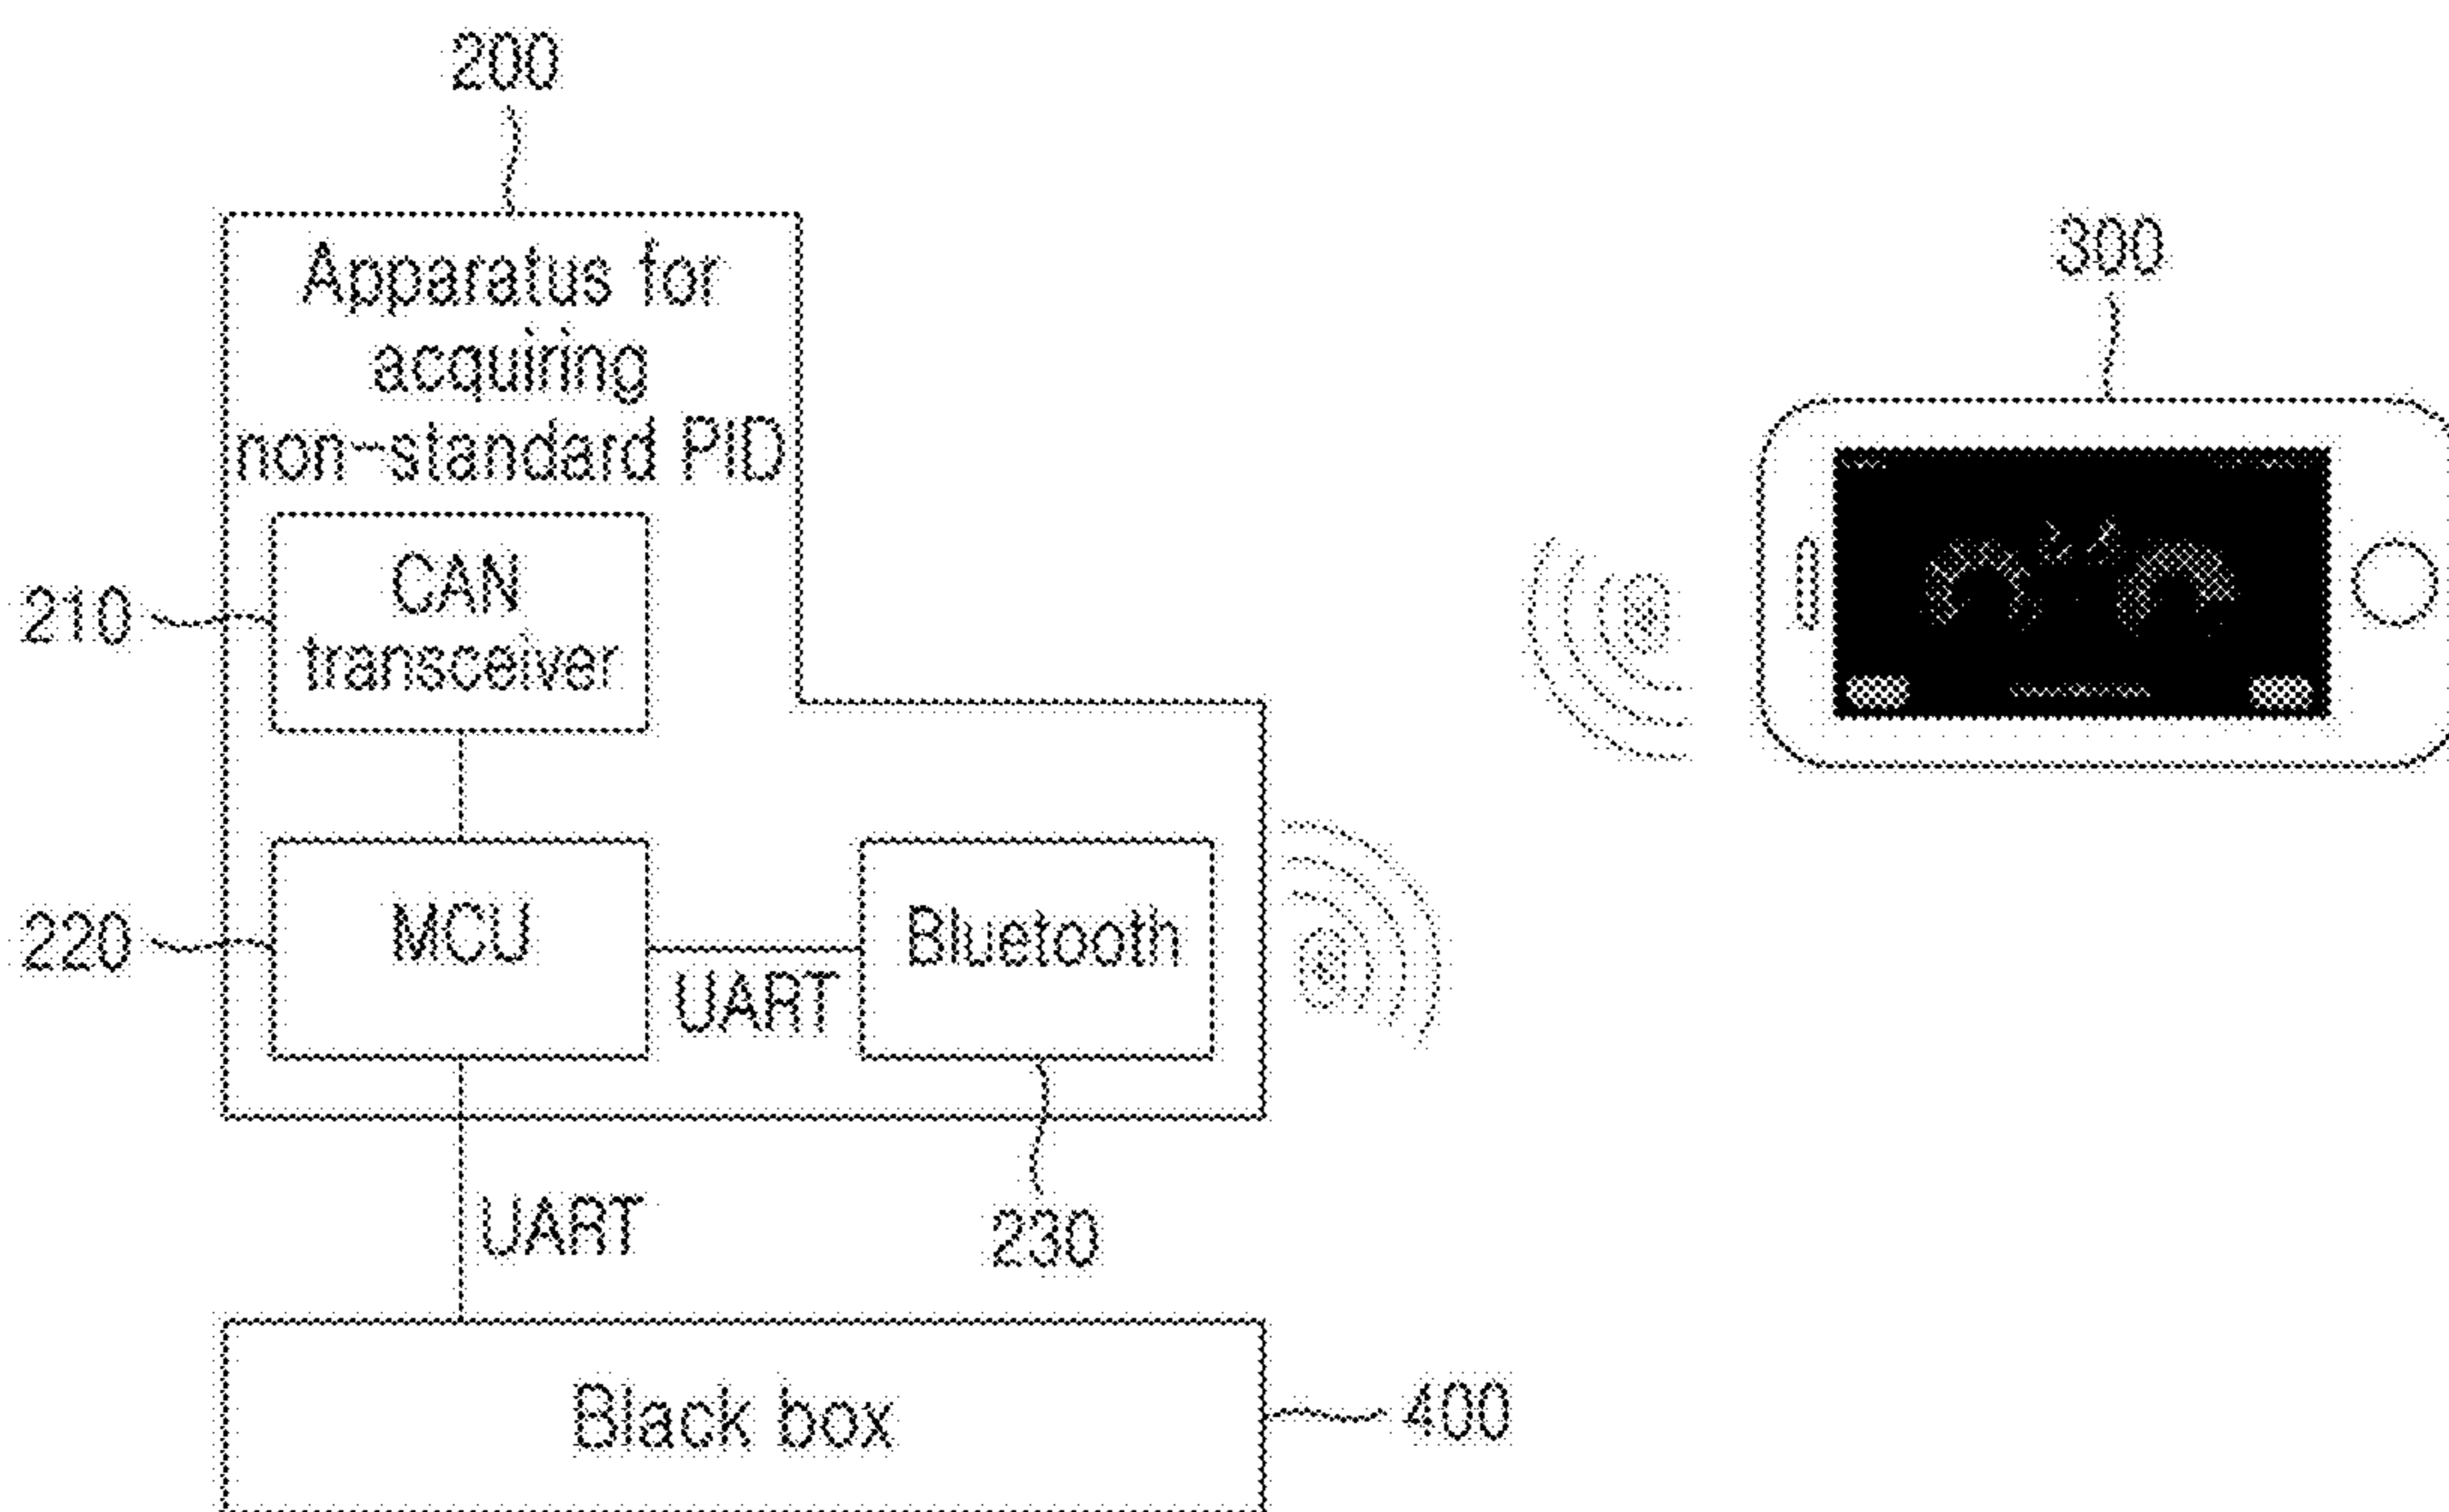 200
300
Apparatus for
acquiring
non-standard PID
210
CAN
transceiver
220
MCU
UART
Bluetooth
UART
230
Black box
400